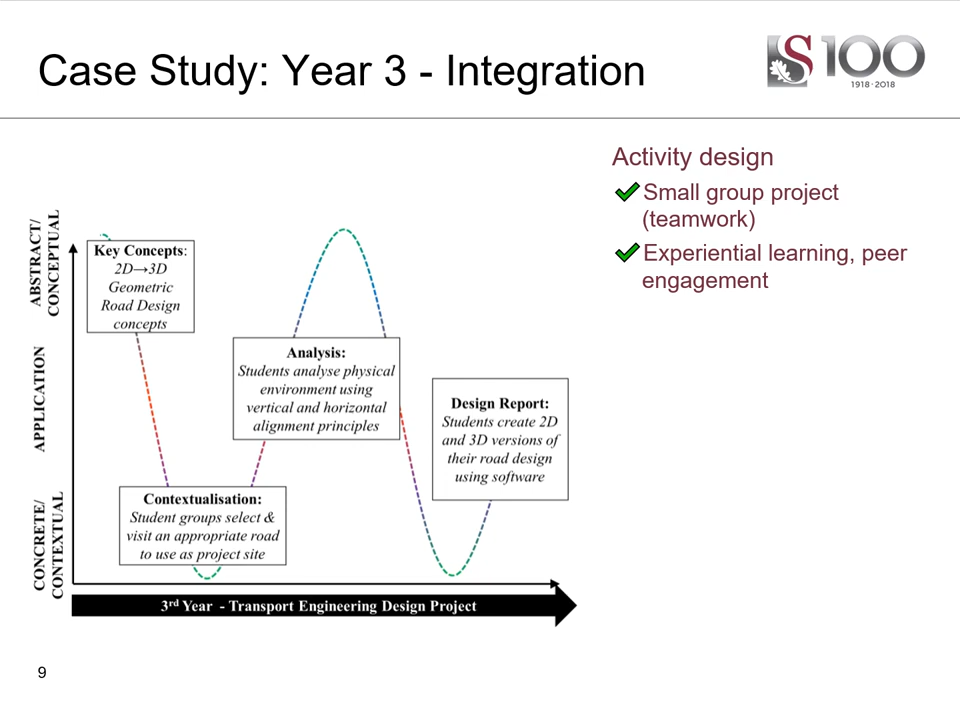 Case Study: Year 3 - Integration
S100
1918 · 2018
Activity design
Small group project
(teamwork)
Experiential learning, peer
engagement
ABSTRACT/
CONCEPTUAL
APPLICATION
CONCRETE/
CONTEXTUAL
Key Concepts:
2D→3D
Geometric
Road Design
concepts
Contextualisation:
Student groups select &
visit an appropriate road
to use as project site
Analysis:
Students analyse physical
environment using
vertical and horizontal
alignment principles
Design Report:
Students create 2D
and 3D versions of
their road design
using software
3rd Year - Transport Engineering Design Project
9